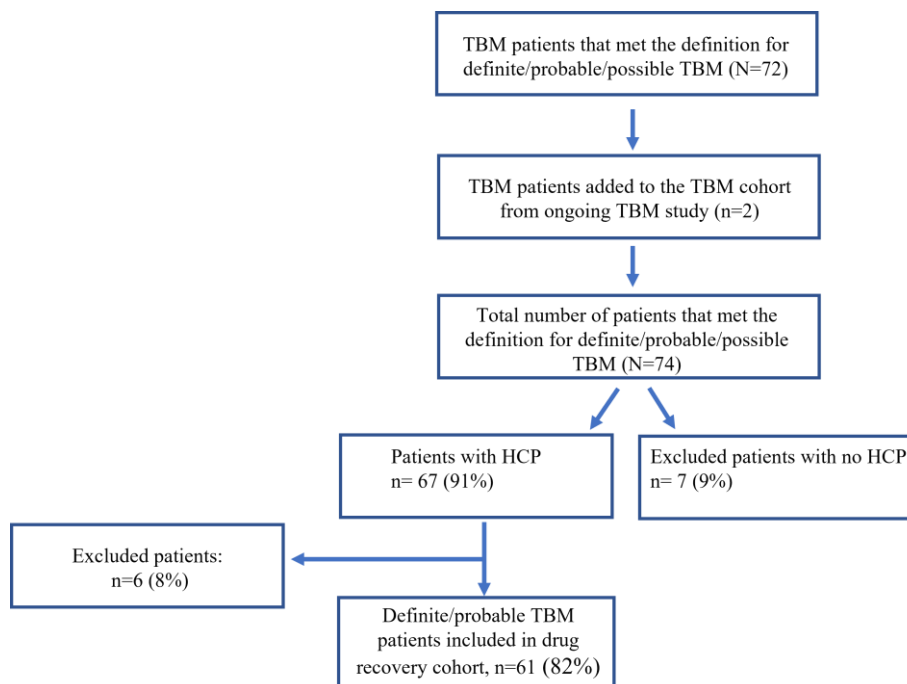 TBM patients that met the definition for
definite/probable/possible TBM (N=72)
TBM patients added to the TBM cohort
from ongoing TBM study (n=2)
Total number of patients that met the
definition for definite/probable/possible
TBM (N=74)
Patients with HCP
n= 67 (91%)
Excluded patients with no HCP
n= 7 (9%)
Excluded patients:
n=6 (8%)
Definite/probable TBM
patients included in drug
recovery cohort, n=61 (82%)